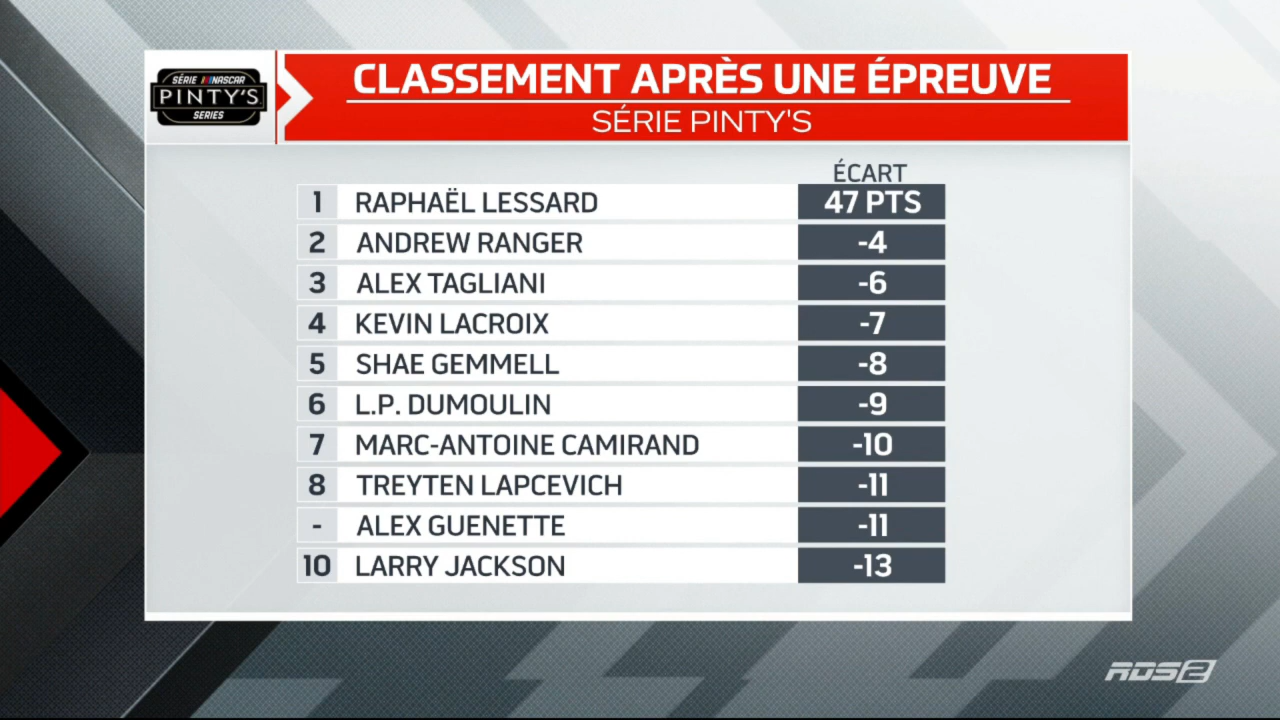 SÉRIE NASCAR
PINTY'S
SERIES
CLASSEMENT APRÈS UNE ÉPREUVE
SÉRIE PINTY'S
ÉCART
1 RAPHAËL LESSARD 47 PTS
2 ANDREW RANGER -4
3 ALEX TAGLIANI -6
4 KEVIN LACROIX -7
5 SHAE GEMMELL -8
6 L.P. DUMOULIN -9
7 MARC-ANTOINE CAMIRAND -10
8 TREYTEN LAPCEVICH -11
- ALEX GUENETTE -11
10 LARRY JACKSON -13
RDS2